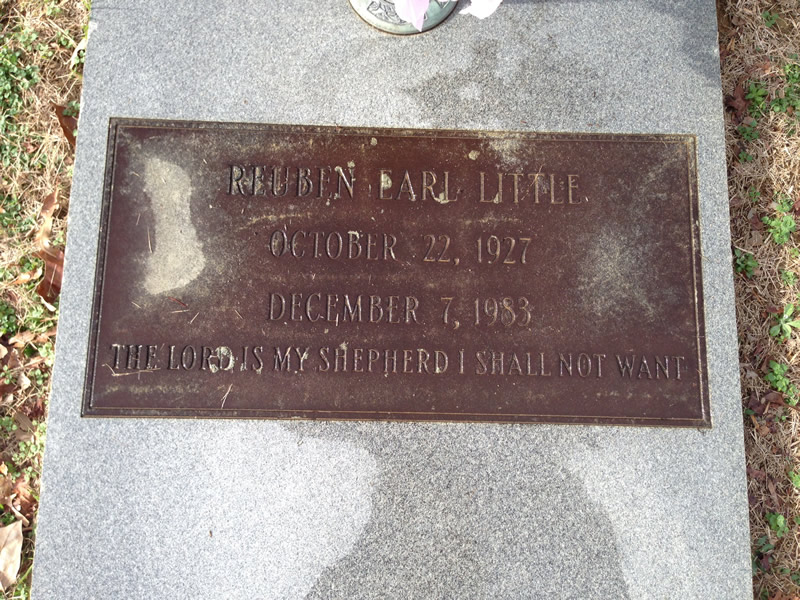 REUBEN EARL LITTLE
OCTOBER 22, 1927
DECEMBER 7, 1983
THE LORD IS MY SHEPHERD I SHALL NOT WANT